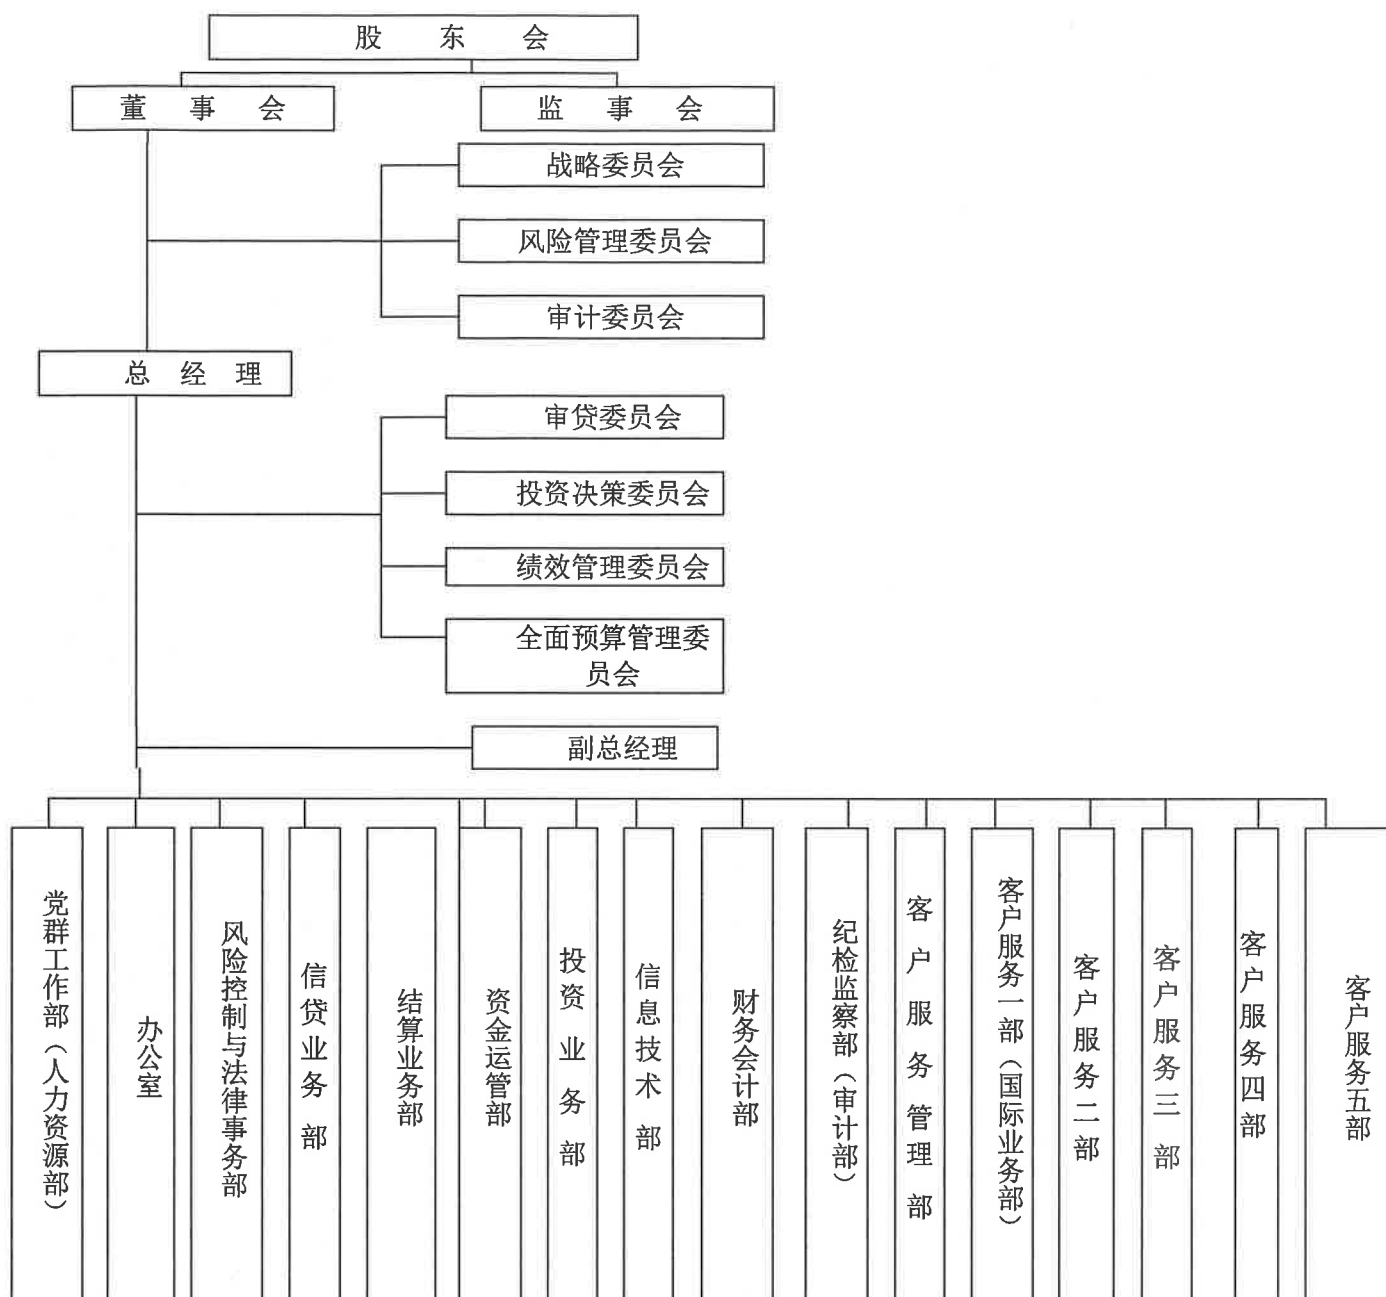 股东会
董事会
监事会
战略委员会
风险管理委员会
审计委员会
总经理
审贷委员会
投资决策委员会
绩效管理委员会
全面预算管理委
员会
副总经理
党群工作部（人力资源部）
办公室
风险控制与法律事务部
信贷业务部
结算业务部
资金运管部
投资业务部
信息技术部
财务会计部
纪检监察部（审计部）
客户服务管理部
客户服务一部（国际业务部）
客户服务二部
客户服务三部
客户服务四部
客户服务五部